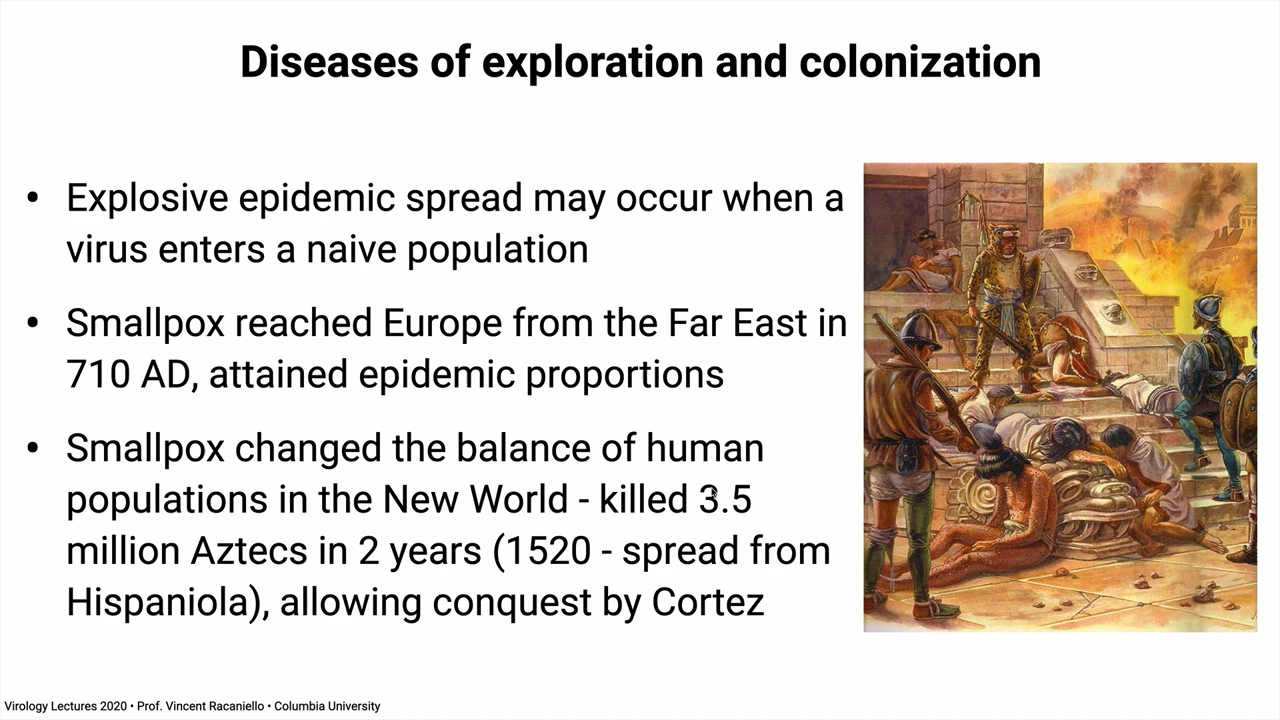 Diseases of exploration and colonization
• Explosive epidemic spread may occur when a
virus enters a naive population
• Smallpox reached Europe from the Far East in
710 AD, attained epidemic proportions
• Smallpox changed the balance of human
populations in the New World - killed 3.5
million Aztecs in 2 years (1520 - spread from
Hispaniola), allowing conquest by Cortez
Virology Lectures 2020 • Prof. Vincent Racaniello • Columbia University